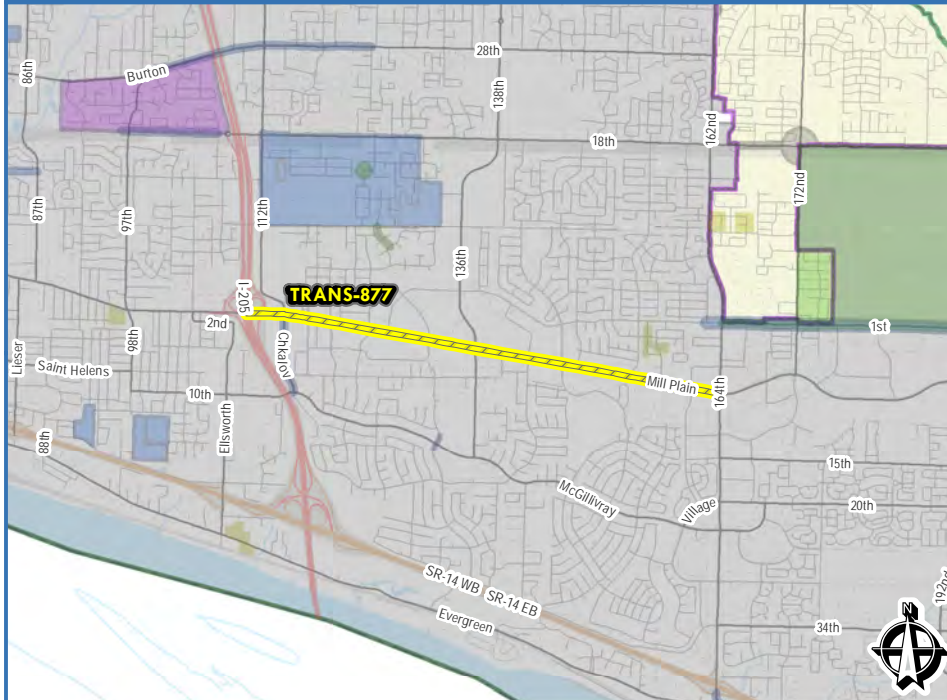 86th
Burton
28th
138th
162nd
18th
172nd
87th
97th
112th
136th
I-205
TRANS-877
2nd
1st
98th
Chkalov
Lieser
Saint Helens
Mill Plain
164th
10th
Ellsworth
88th
15th
McGillivray
Village
20th
SR-14 WB
SR-14 EB
192nd
Evergreen
34th
N